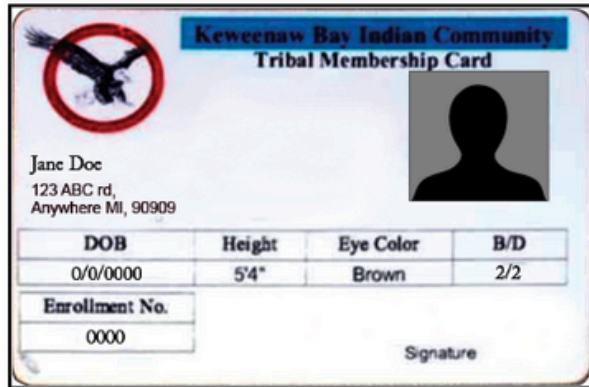 Keweenaw Bay Indian Community
Tribal Membership Card
Jane Doe
123 ABC rd,
Anywhere MI, 90909
DOB Height Eye Color B/D
0/0/0000 5'4" Brown 2/2
Enrollment No.
0000
Signature